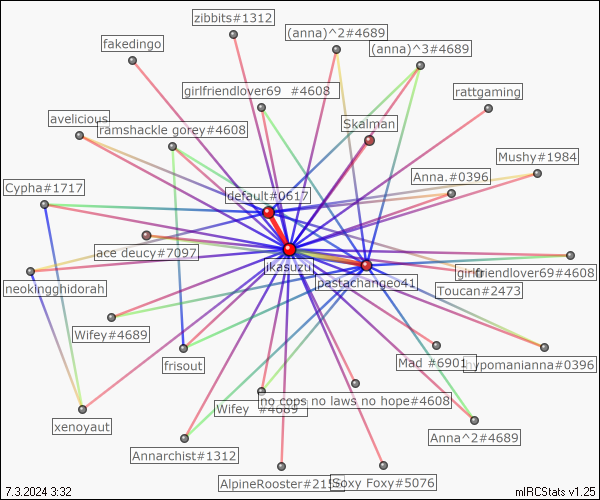 zibbits#1312
(anna)^2#4689
fakedingo
(anna)^3#4689
girlfriendlover69 #4608
rattgaming
avelicious
Skalman
ramshackle gorey#4608
Mushy#1984
Anna.#0396
Cypha#1717
default#0617
ace deucy#7097
ikasuzu
girlfriendlover69#4608
neokingghidorah
pastachange041
Toucan#2473
Wifey#4689
frisout
Mad #6901
hypomanianna#0396
no cops no laws no hope#4608
Wifey #4689
xenoyaut
Anna^2#4689
Annarchist#1312
AlpineRooster#215
Soxy Foxy#5076
7.3.2024 3:32
mIRCStats v1.25